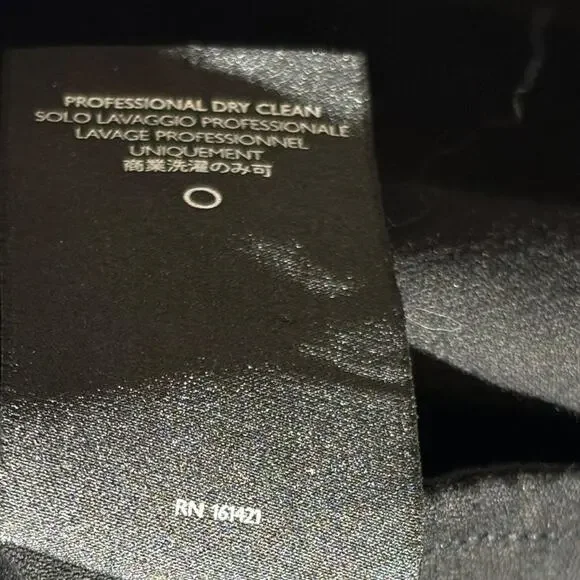 PROFESSIONAL DRY CLEAN
SOLO LAVAGGIO PROFESSIONALE
LAVAGE PROFESSIONNEL
UNIQUEMENT
商業洗濯のみ可
RN 161421